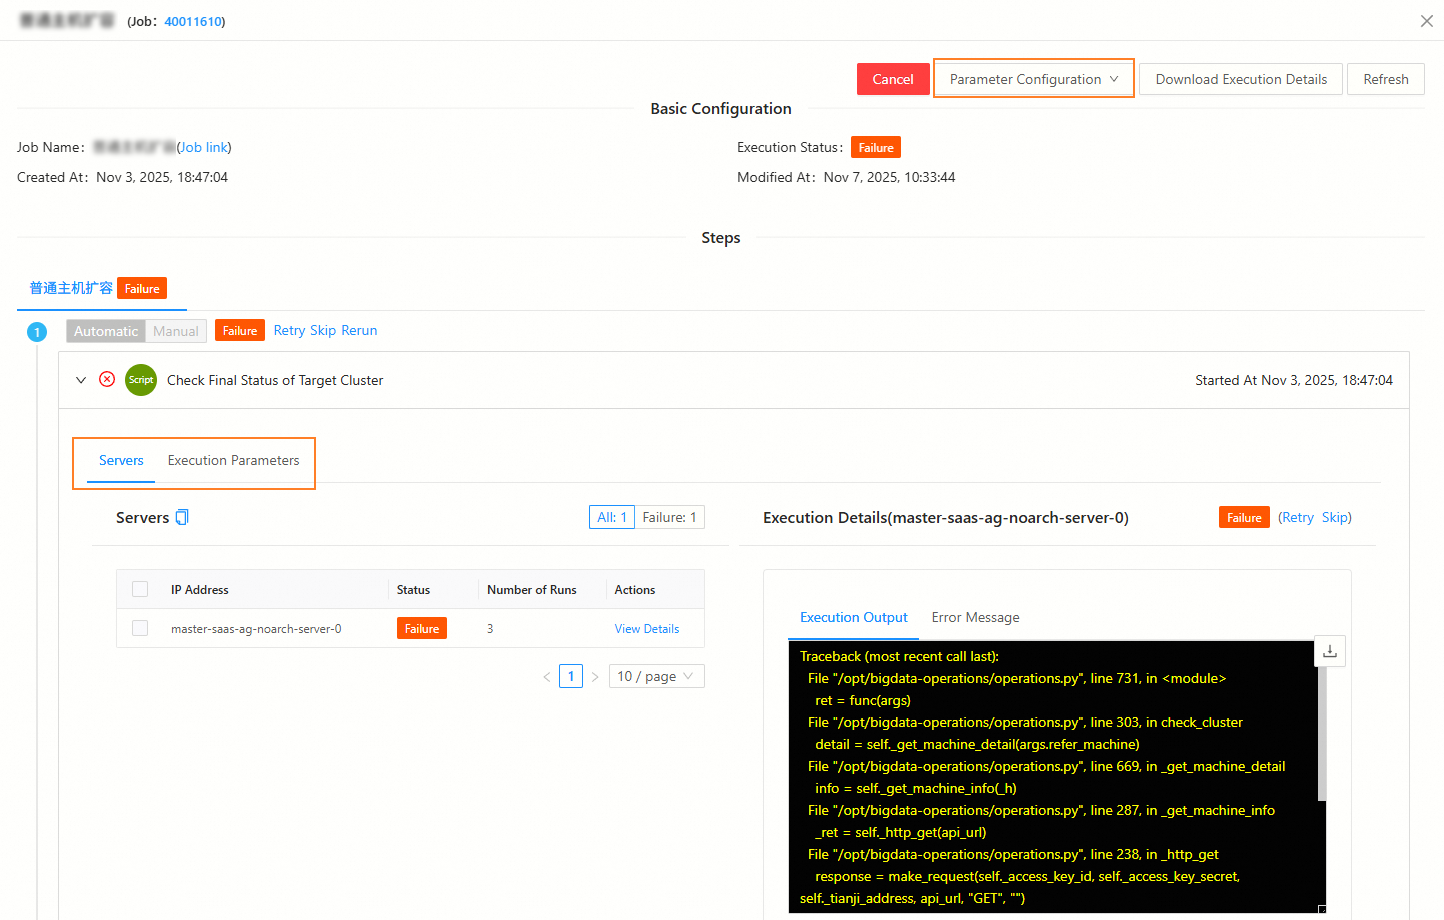 (Job: 40011610)
Cancel
Parameter Configuration
Download Execution Details
Refresh
Basic Configuration
Job Name: (Job link)
Execution Status: Failure
Created At: Nov 3, 2025, 18:47:04
Modified At: Nov 7, 2025, 10:33:44
Steps
普通主机扩容 Failure
1 Automatic Manual Failure Retry Skip Rerun
Script Check Final Status of Target Cluster
Started At Nov 3, 2025, 18:47:04
Servers Execution Parameters
Servers
All: 1 Failure: 1
IP Address Status Number of Runs Actions
master-saas-ag-noarch-server-0 Failure 3 View Details
1 10 / page
Execution Details(master-saas-ag-noarch-server-0)
Failure (Retry Skip)
Execution Output Error Message
Traceback (most recent call last):
File "/opt/bigdata-operations/operations.py", line 731, in <module>
ret = func(args)
File "/opt/bigdata-operations/operations.py", line 303, in check_cluster
detail = self._get_machine_detail(args.refer_machine)
File "/opt/bigdata-operations/operations.py", line 669, in _get_machine_detail
info = self._get_machine_info(_h)
File "/opt/bigdata-operations/operations.py", line 287, in _get_machine_info
_ret = self._http_get(api_url)
File "/opt/bigdata-operations/operations.py", line 238, in _http_get
response = make_request(self._access_key_id, self._access_key_secret,
self._tianji_address, api_url, "GET", "")